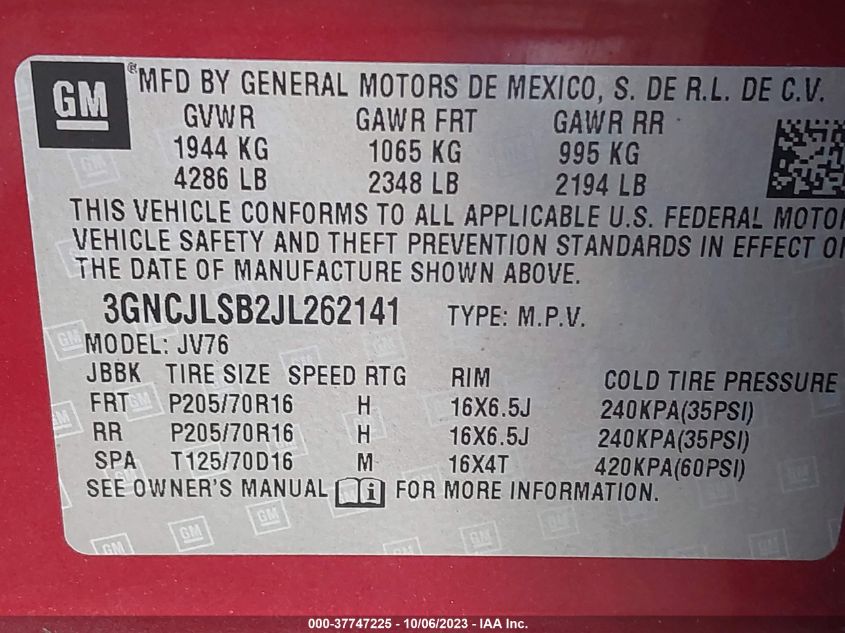 GM
® MFD BY GENERAL MOTORS DE MEXICO, S. DE R.L. DE C.V.
GVWR GAWR FRT GAWR RR
1944 KG 1065 KG 995 KG
4286 LB 2348 LB 2194 LB
THIS VEHICLE CONFORMS TO ALL APPLICABLE U.S. FEDERAL MOTOR
VEHICLE SAFETY AND THEFT PREVENTION STANDARDS IN EFFECT ON
THE DATE OF MANUFACTURE SHOWN ABOVE.
3GNCJLSB2JL262141 TYPE: M.P.V.
MODEL: JV76
JBBK TIRE SIZE SPEED RTG RIM COLD TIRE PRESSURE
FRT P205/70R16 H 16X6.5J 240KPA(35PSI)
RR P205/70R16 H 16X6.5J 240KPA(35PSI)
SPA T125/70D16 M 16X4T 420KPA(60PSI)
SEE OWNER'S MANUAL FOR MORE INFORMATION.
000-37747225 - 10/06/2023 - IAA Inc.